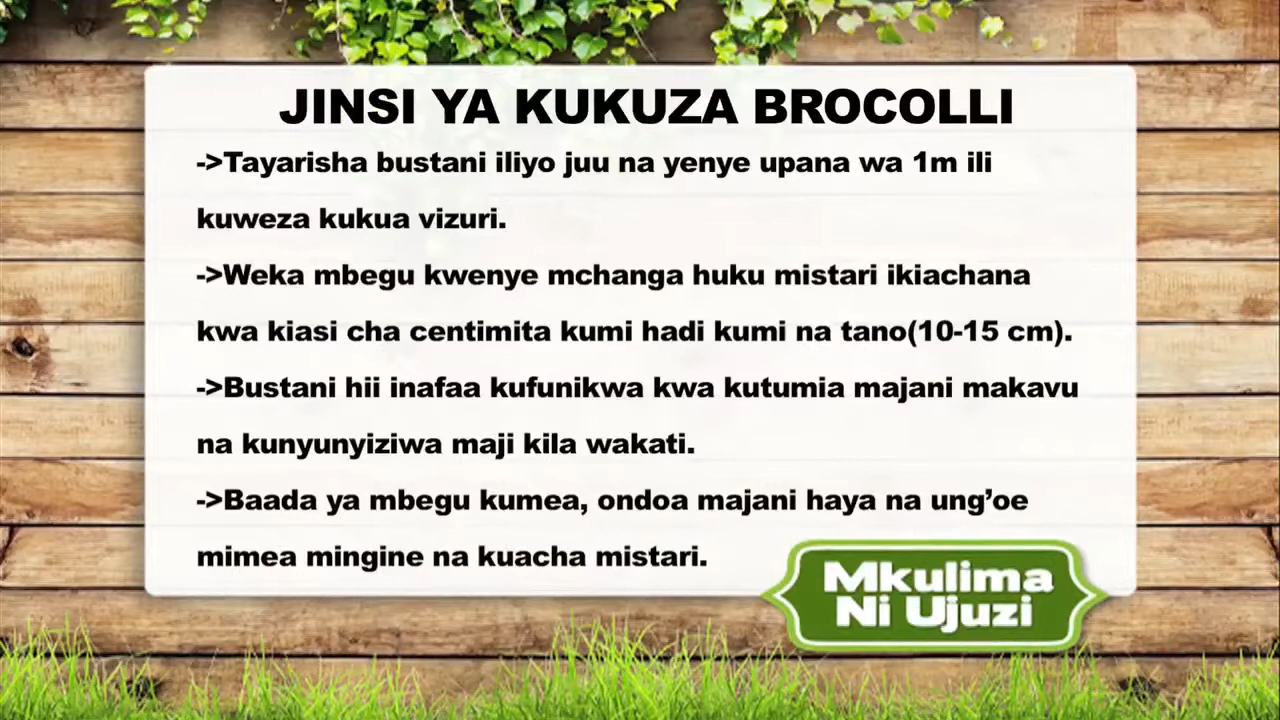 JINSI YA KUKUZA BROCOLLI
->Tayarisha bustani iliyo juu na yenye upana wa 1m ili
kuweza kukua vizuri.
->Weka mbegu kwenye mchanga huku mistari ikiachana
kwa kiasi cha centimita kumi hadi kumi na tano(10-15 cm).
->Bustani hii inafaa kufunikwa kwa kutumia majani makavu
na kunyunyiziwa maji kila wakati.
->Baada ya mbegu kumea, ondoa majani haya na ung’oe
mimea mingine na kuacha mistari.
Mkulima
Ni Ujuzi